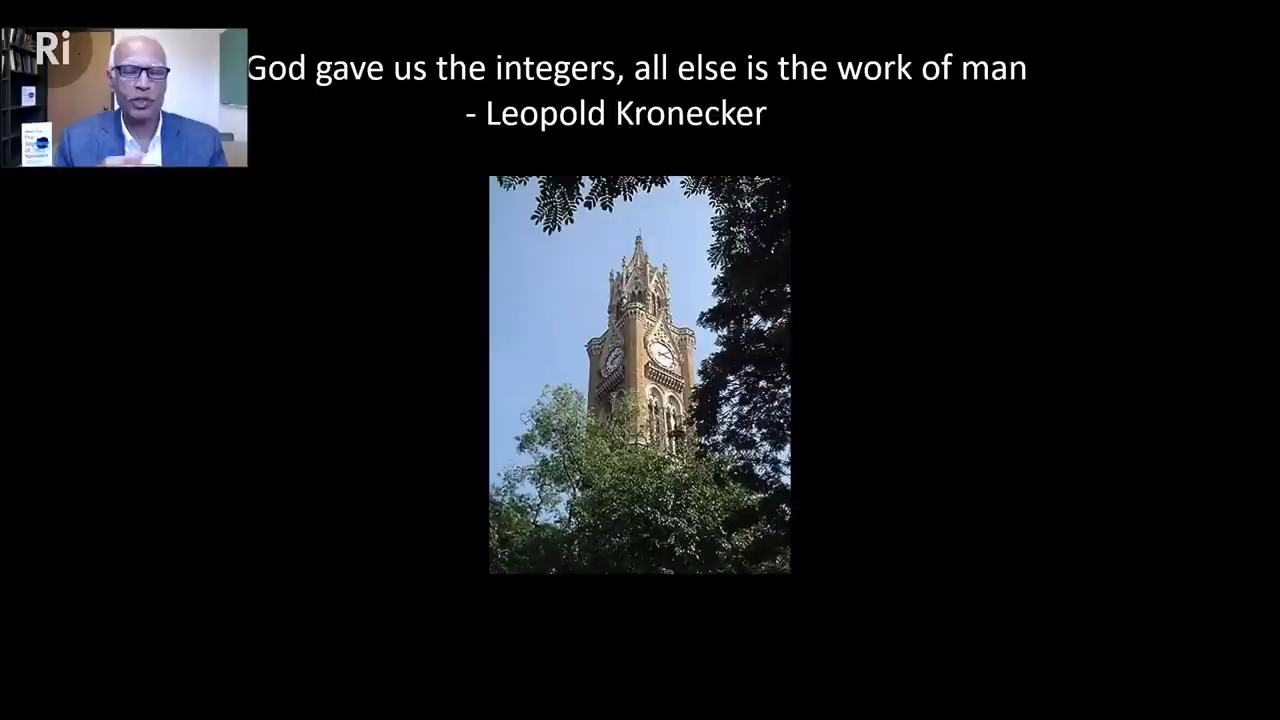 Ri
God gave us the integers, all else is the work of man
- Leopold Kronecker